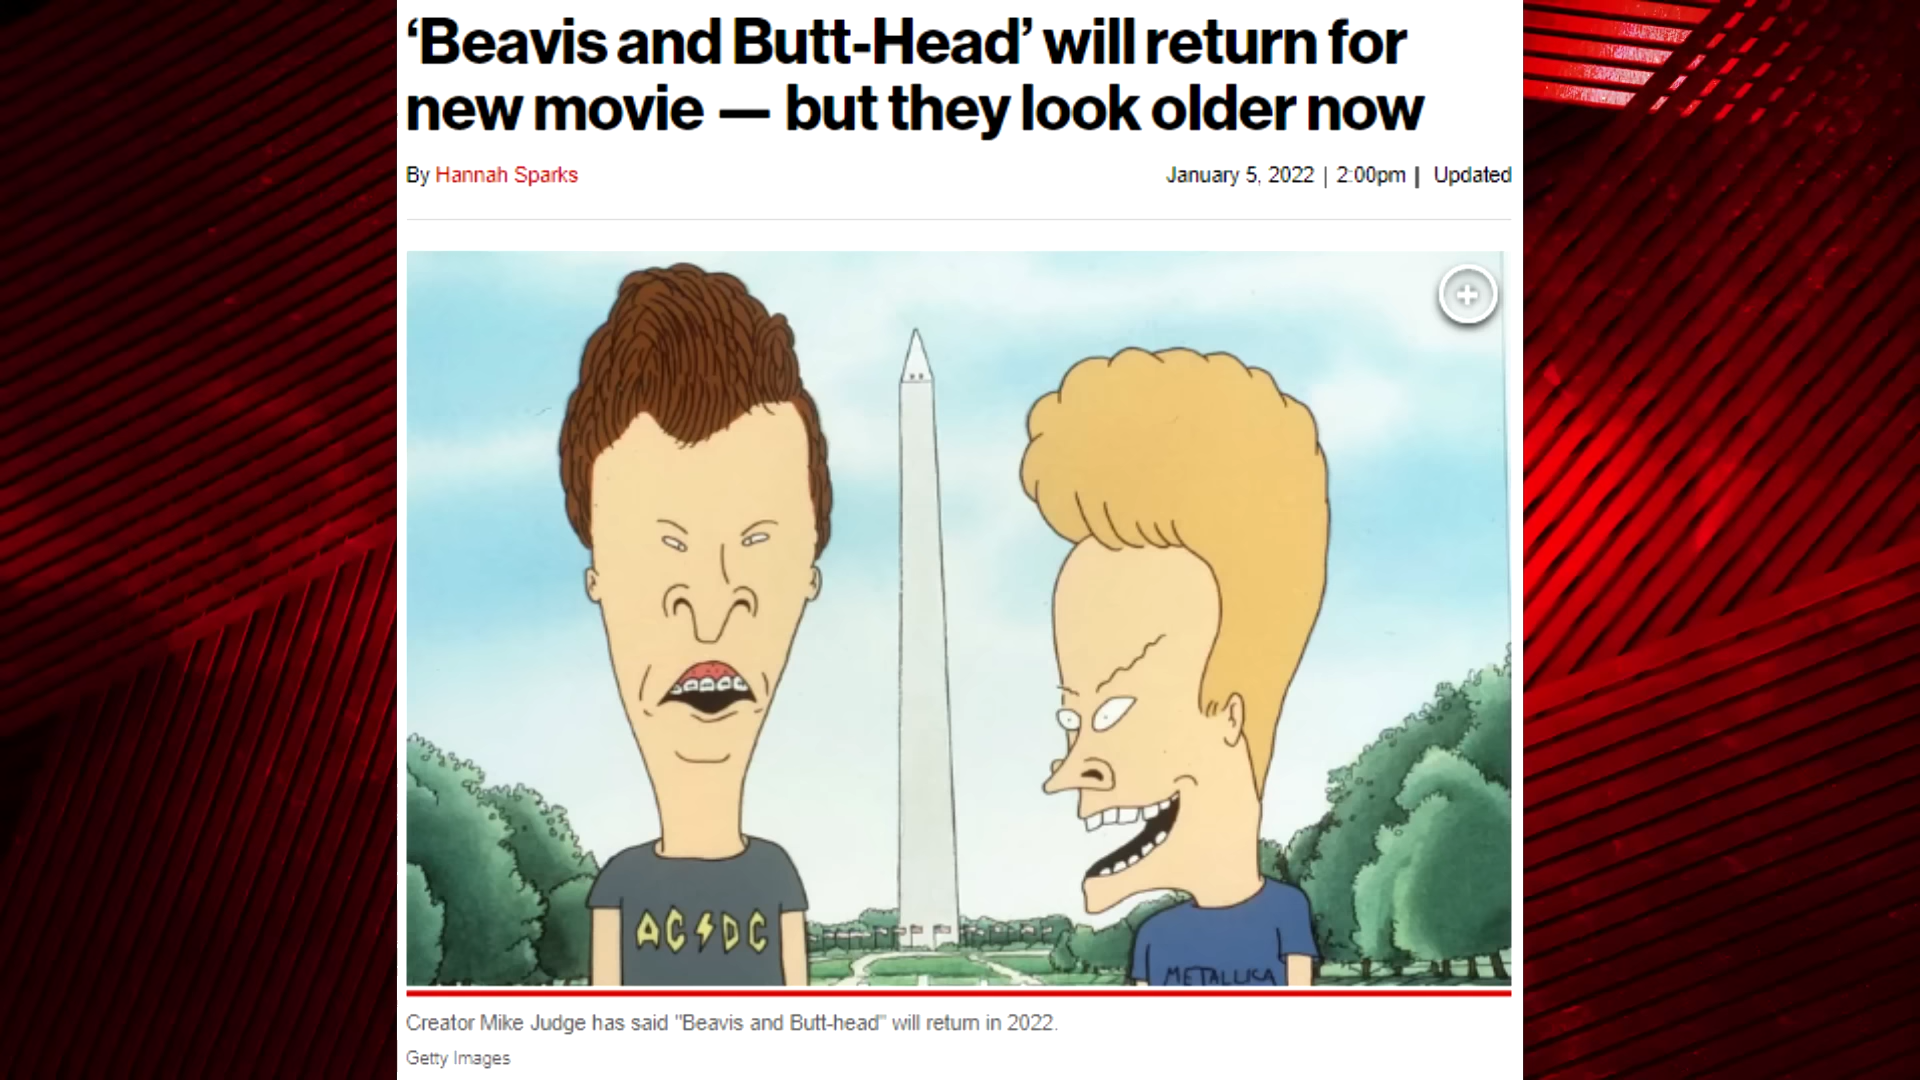 ‘Beavis and Butt-Head’ will return for
new movie — but they look older now
By Hannah Sparks
January 5, 2022 | 2:00pm | Updated
AC⚡DC
METALLICA
Creator Mike Judge has said "Beavis and Butt-head" will return in 2022.
Getty Images